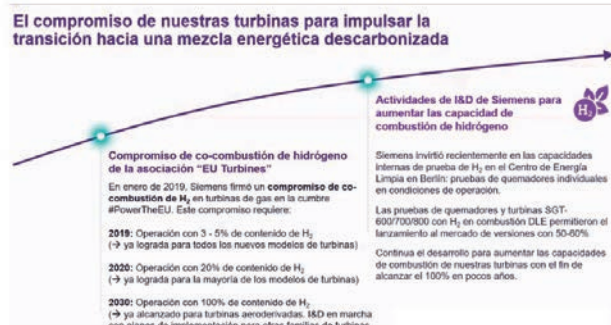 El compromiso de nuestras turbinas para impulsar la
transición hacia una mezcla energética descarbonizada
Compromiso de co-combustión de hidrógeno
de la asociación "EU Turbines"
En enero de 2019, Siemens firmó un compromiso de co-
combustión de H₂ en turbinas de gas en la cumbre
#PowerTheEU. Este compromiso requiere:
2019: Operación con 3 - 5% de contenido de H₂
(→ ya lograda para todos los nuevos modelos de turbinas)
2020: Operación con 20% de contenido de H₂
(→ ya lograda para la mayoría de los modelos de turbinas)
2030: Operación con 100% de contenido de H₂
(→ ya alcanzado para turbinas aeroderivadas. I&D en marcha
con planes de implementación para otras familias de turbinas
Actividades de I&D de Siemens para
aumentar las capacidad de
combustión de hidrógeno
H₂
Siemens invirtió recientemente en las capacidades
internas de prueba de H₂ en el Centro de Energía
Limpia en Berlín: pruebas de quemadores individuales
en condiciones de operación.
Las pruebas de quemadores y turbinas SGT-
600/700/800 con H₂ en combustión DLE permitieron el
lanzamiento al mercado de versiones con 50-60%
Continua el desarrollo para aumentar las capacidades
de combustión de nuestras turbinas con el fin de
alcanzar el 100% en pocos años.